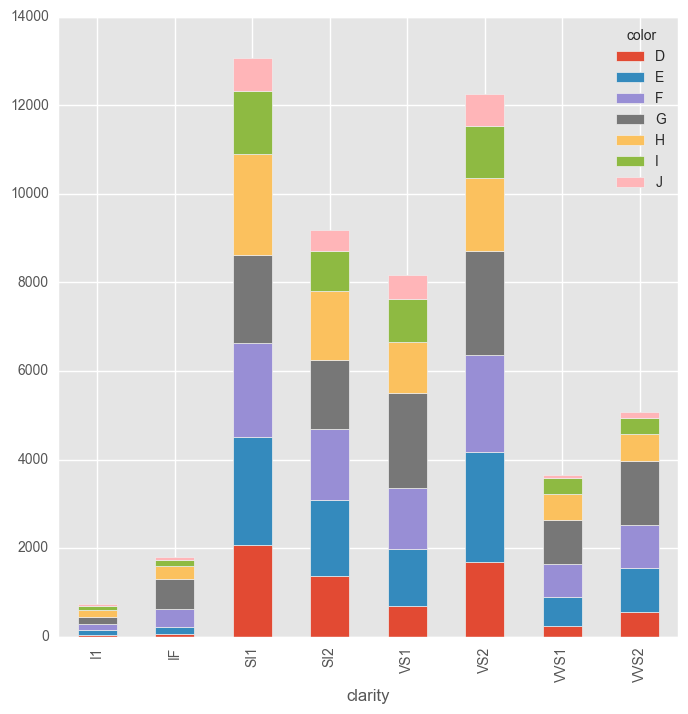 14000
12000
10000
8000
6000
4000
2000
0
color
D
E
F
G
H
I
J
I1
IF
SI1
SI2
VS1
VS2
VVS1
VVS2
clarity